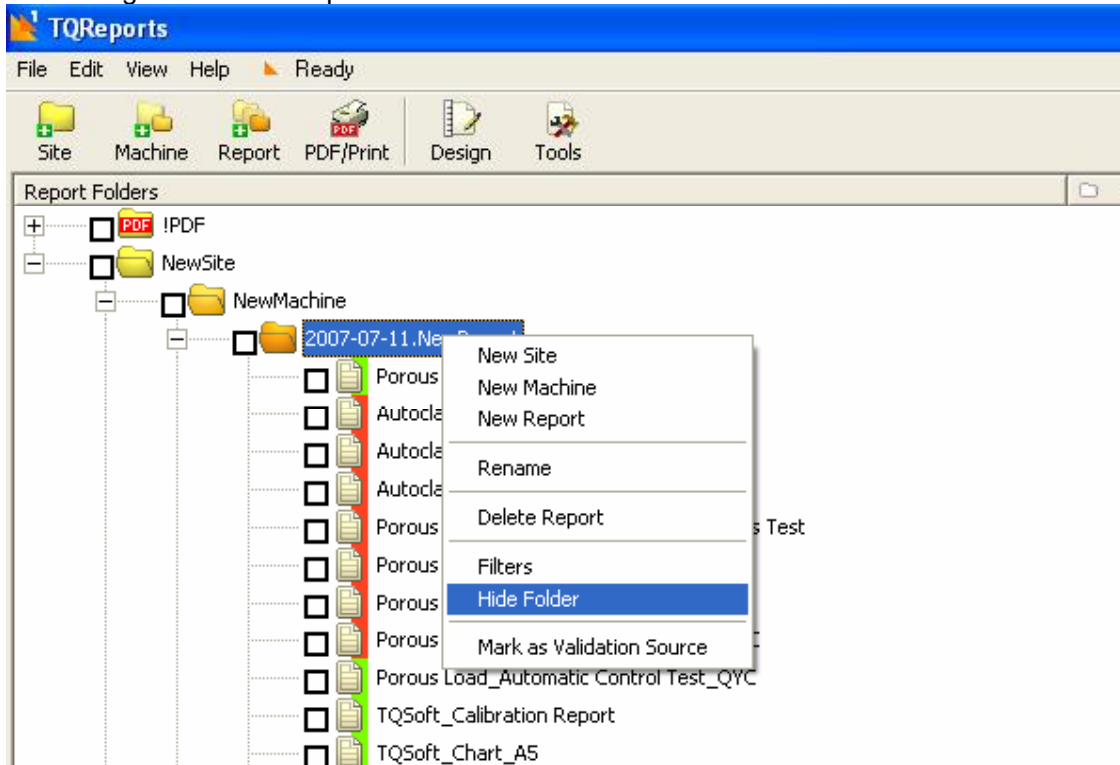 TQReports
File Edit View Help Ready
Site Machine Report PDF/Print Design Tools
Report Folders
PDF !PDF
NewSite
NewMachine
2007-07-11.Ne
Porous
Autocla
Autocla
Autocla
Porous s Test
Porous
Porous
Porous
Porous Load_Automatic Control Test_QYC
TQSoft_Calibration Report
TQSoft_Chart_A5
New Site
New Machine
New Report
Rename
Delete Report
Filters
Hide Folder
Mark as Validation Source